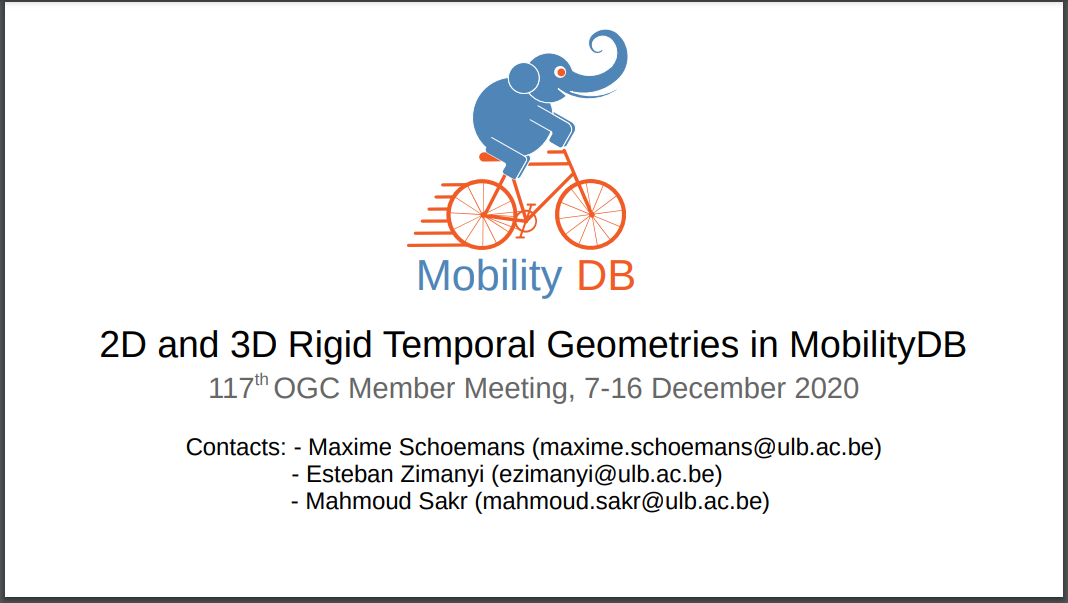 Mobility DB
2D and 3D Rigid Temporal Geometries in MobilityDB
117th OGC Member Meeting, 7-16 December 2020
Contacts: - Maxime Schoemans (maxime.schoemans@ulb.ac.be)
- Esteban Zimanyi (ezimanyi@ulb.ac.be)
- Mahmoud Sakr (mahmoud.sakr@ulb.ac.be)